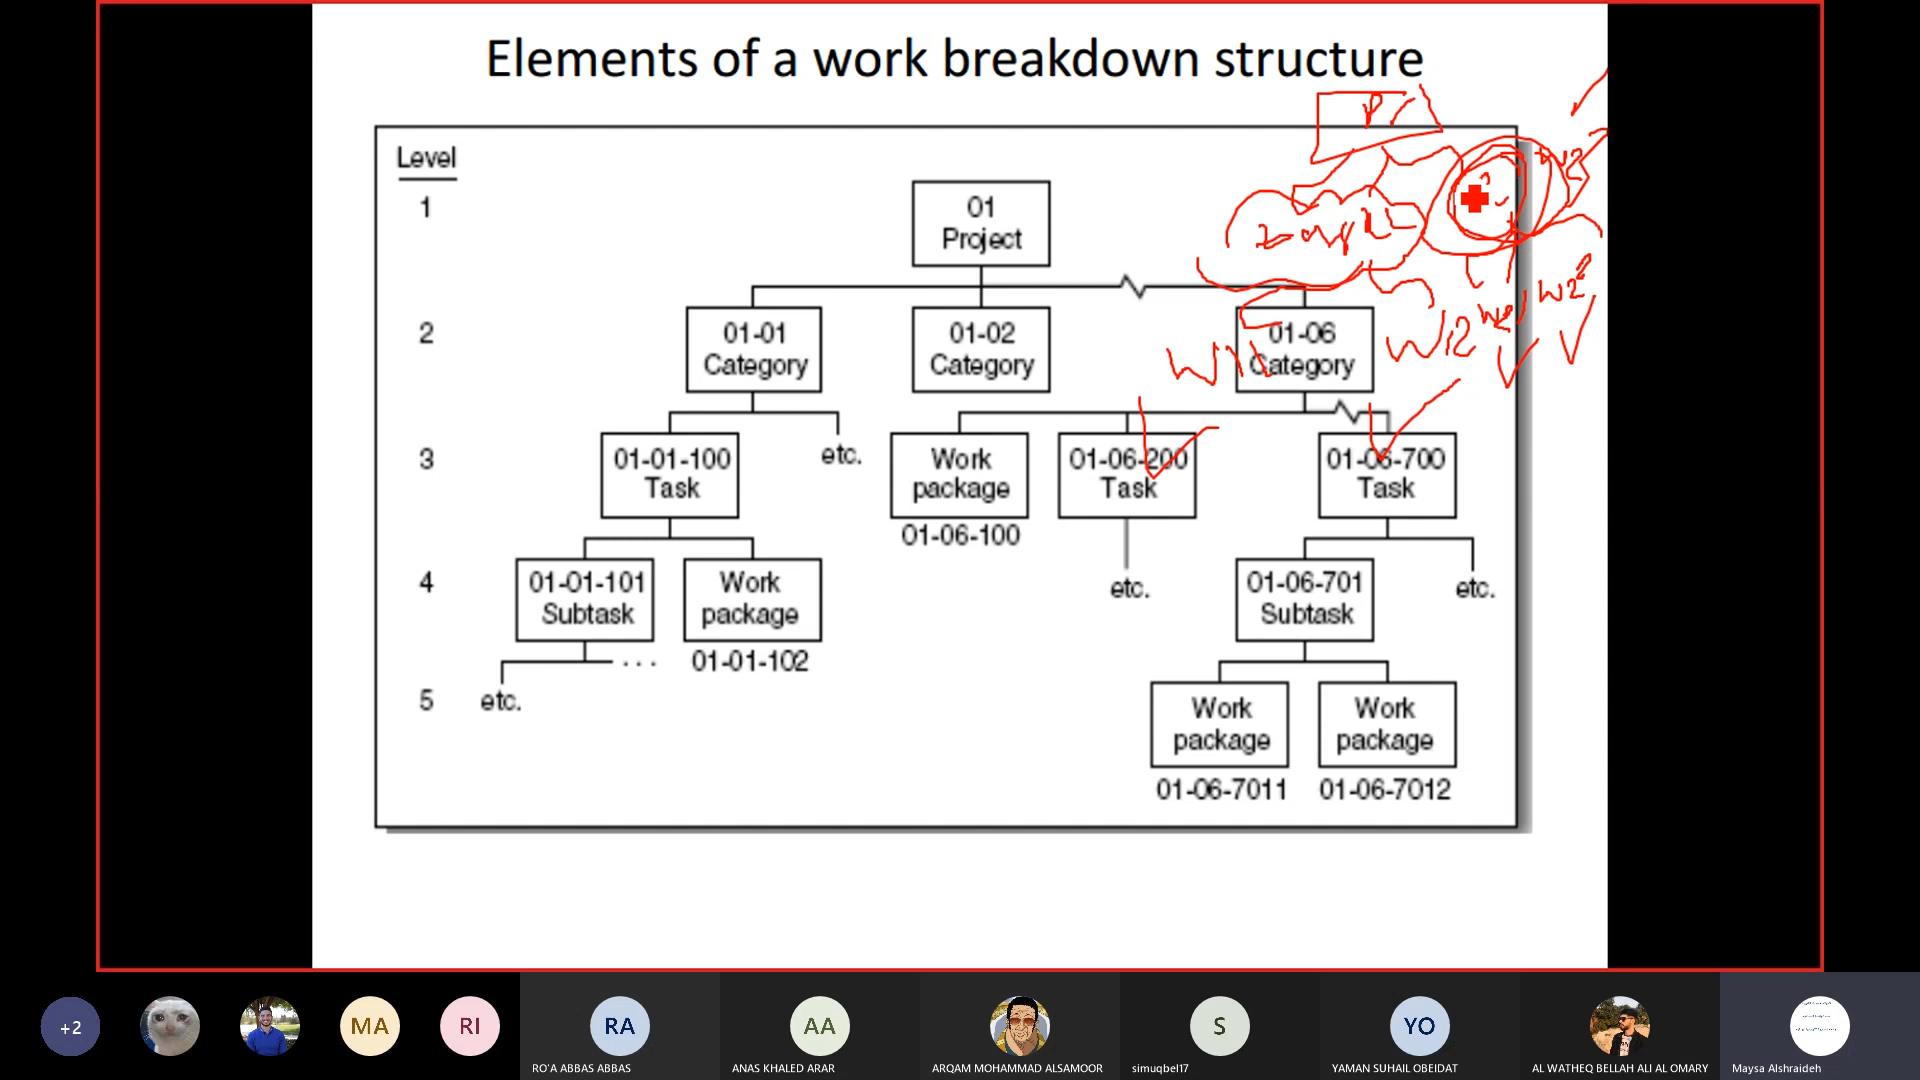 Elements of a work breakdown structure
Level
1
01
Project
2
01-01
Category
01-02
Category
01-06
Category
W11
W12
3
01-01-100
Task
etc.
Work
package
01-06-100
01-06-200
Task
01-06-700
Task
4
01-01-101
Subtask
Work
package
01-01-102
etc.
01-06-701
Subtask
etc.
5
etc.
...
Work
package
01-06-7011
Work
package
01-06-7012
+2
MA
RI
RA
RO'A ABBAS ABBAS
AA
ANAS KHALED ARAR
ARQAM MOHAMMAD ALSAMOOR
S
simuqbel17
YO
YAMAN SUHAIL OBEIDAT
AL WATHEQ BELLAH ALI AL OMARY
Maysa Alshraideh